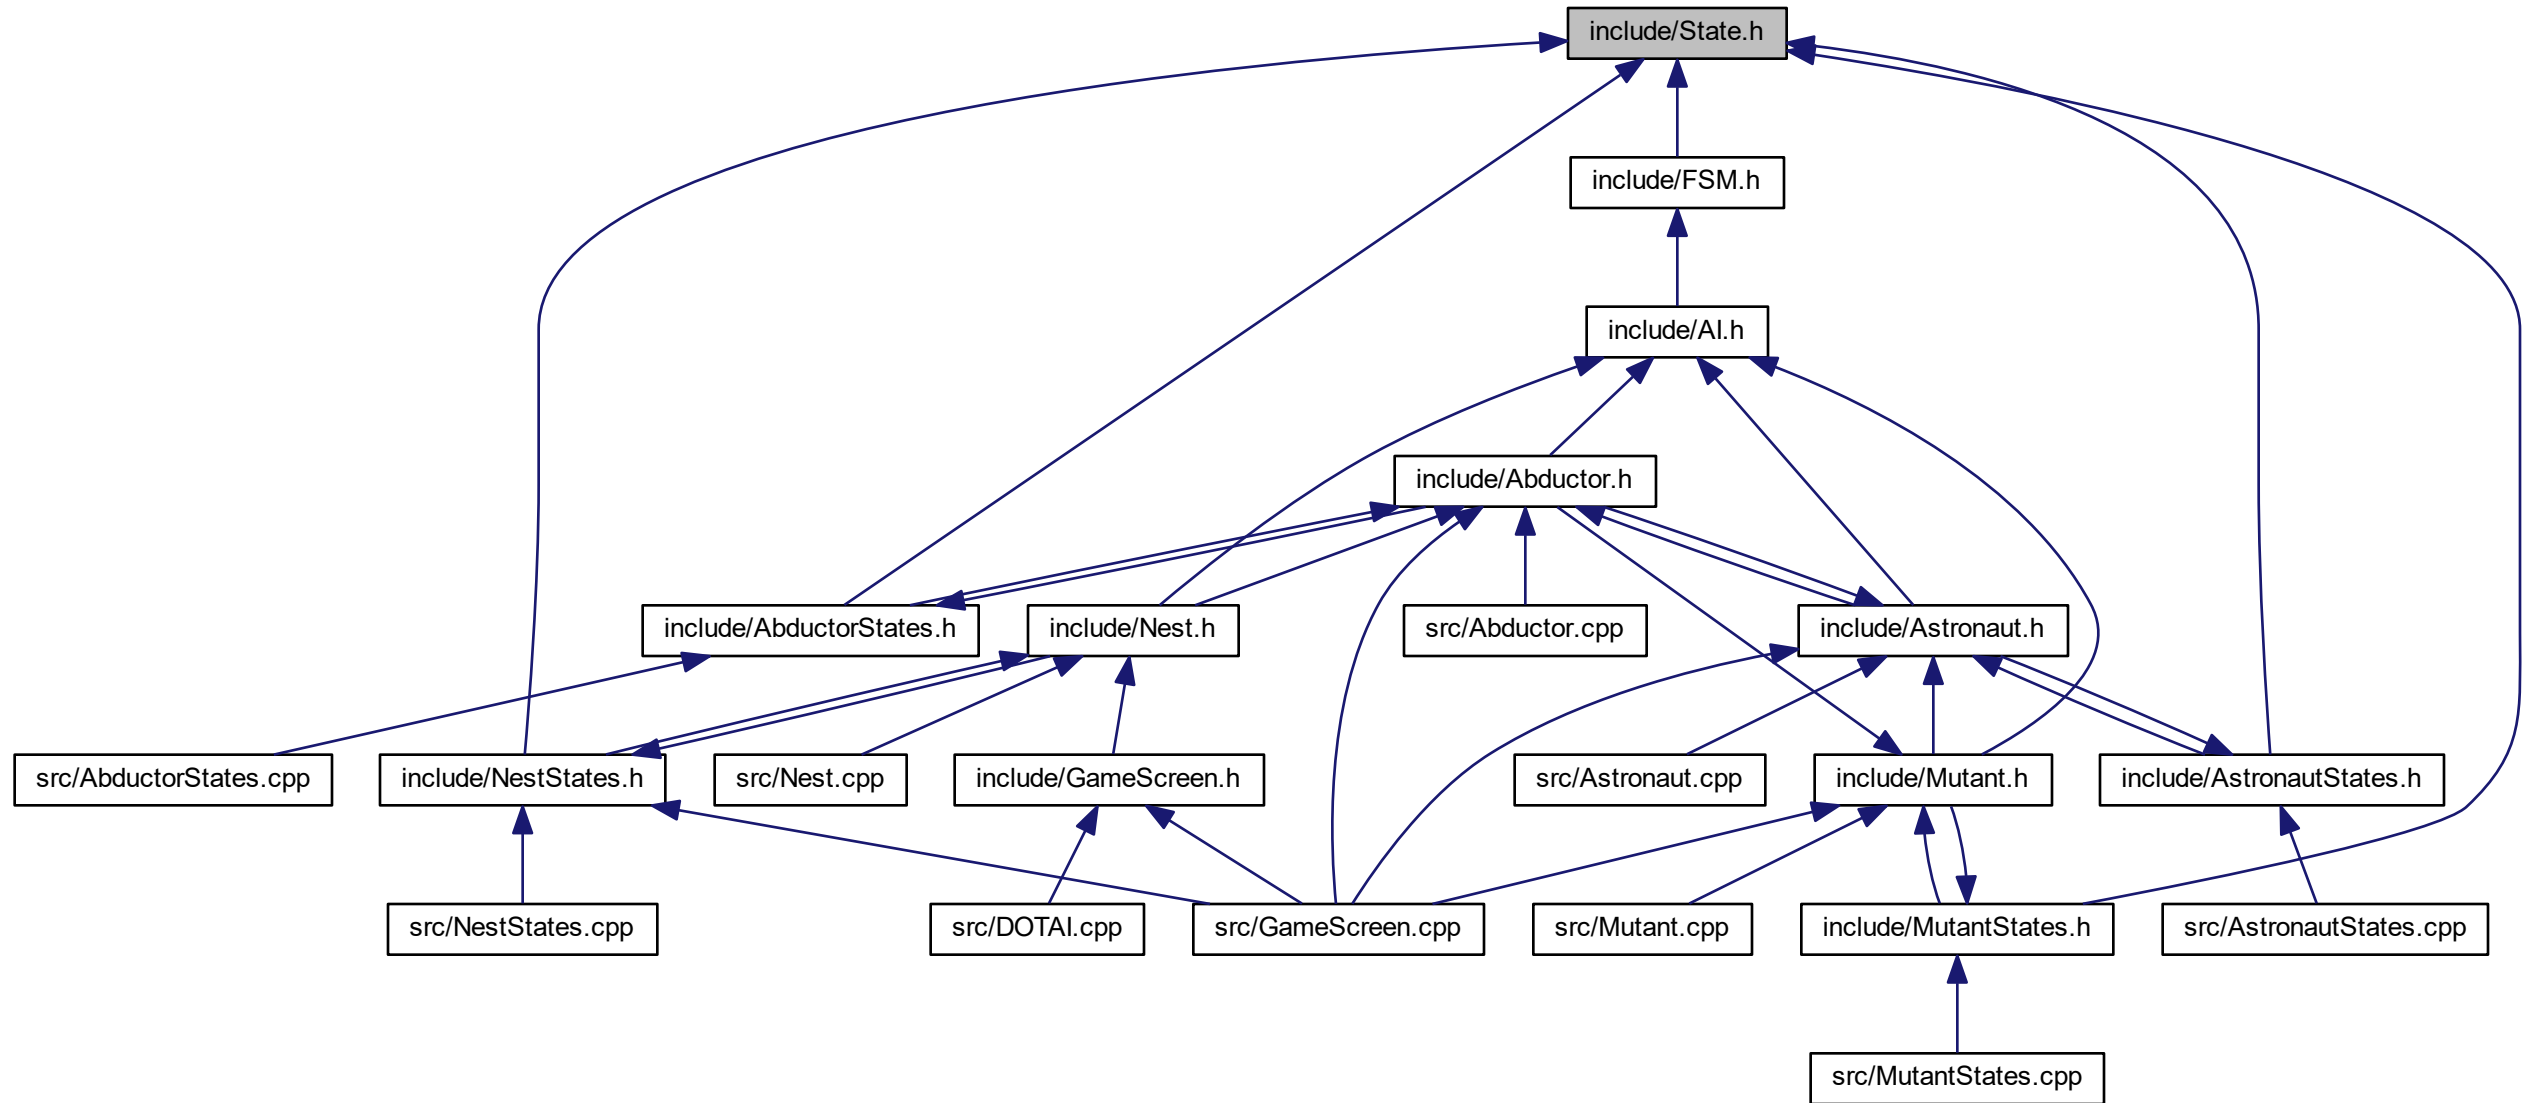 include/State.h
include/FSM.h
include/AI.h
include/Abductor.h
include/AbductorStates.h
include/Nest.h
src/Abductor.cpp
include/Astronaut.h
src/AbductorStates.cpp
include/NestStates.h
src/Nest.cpp
include/GameScreen.h
src/Astronaut.cpp
include/Mutant.h
include/AstronautStates.h
src/NestStates.cpp
src/DOTAI.cpp
src/GameScreen.cpp
src/Mutant.cpp
include/MutantStates.h
src/AstronautStates.cpp
src/MutantStates.cpp